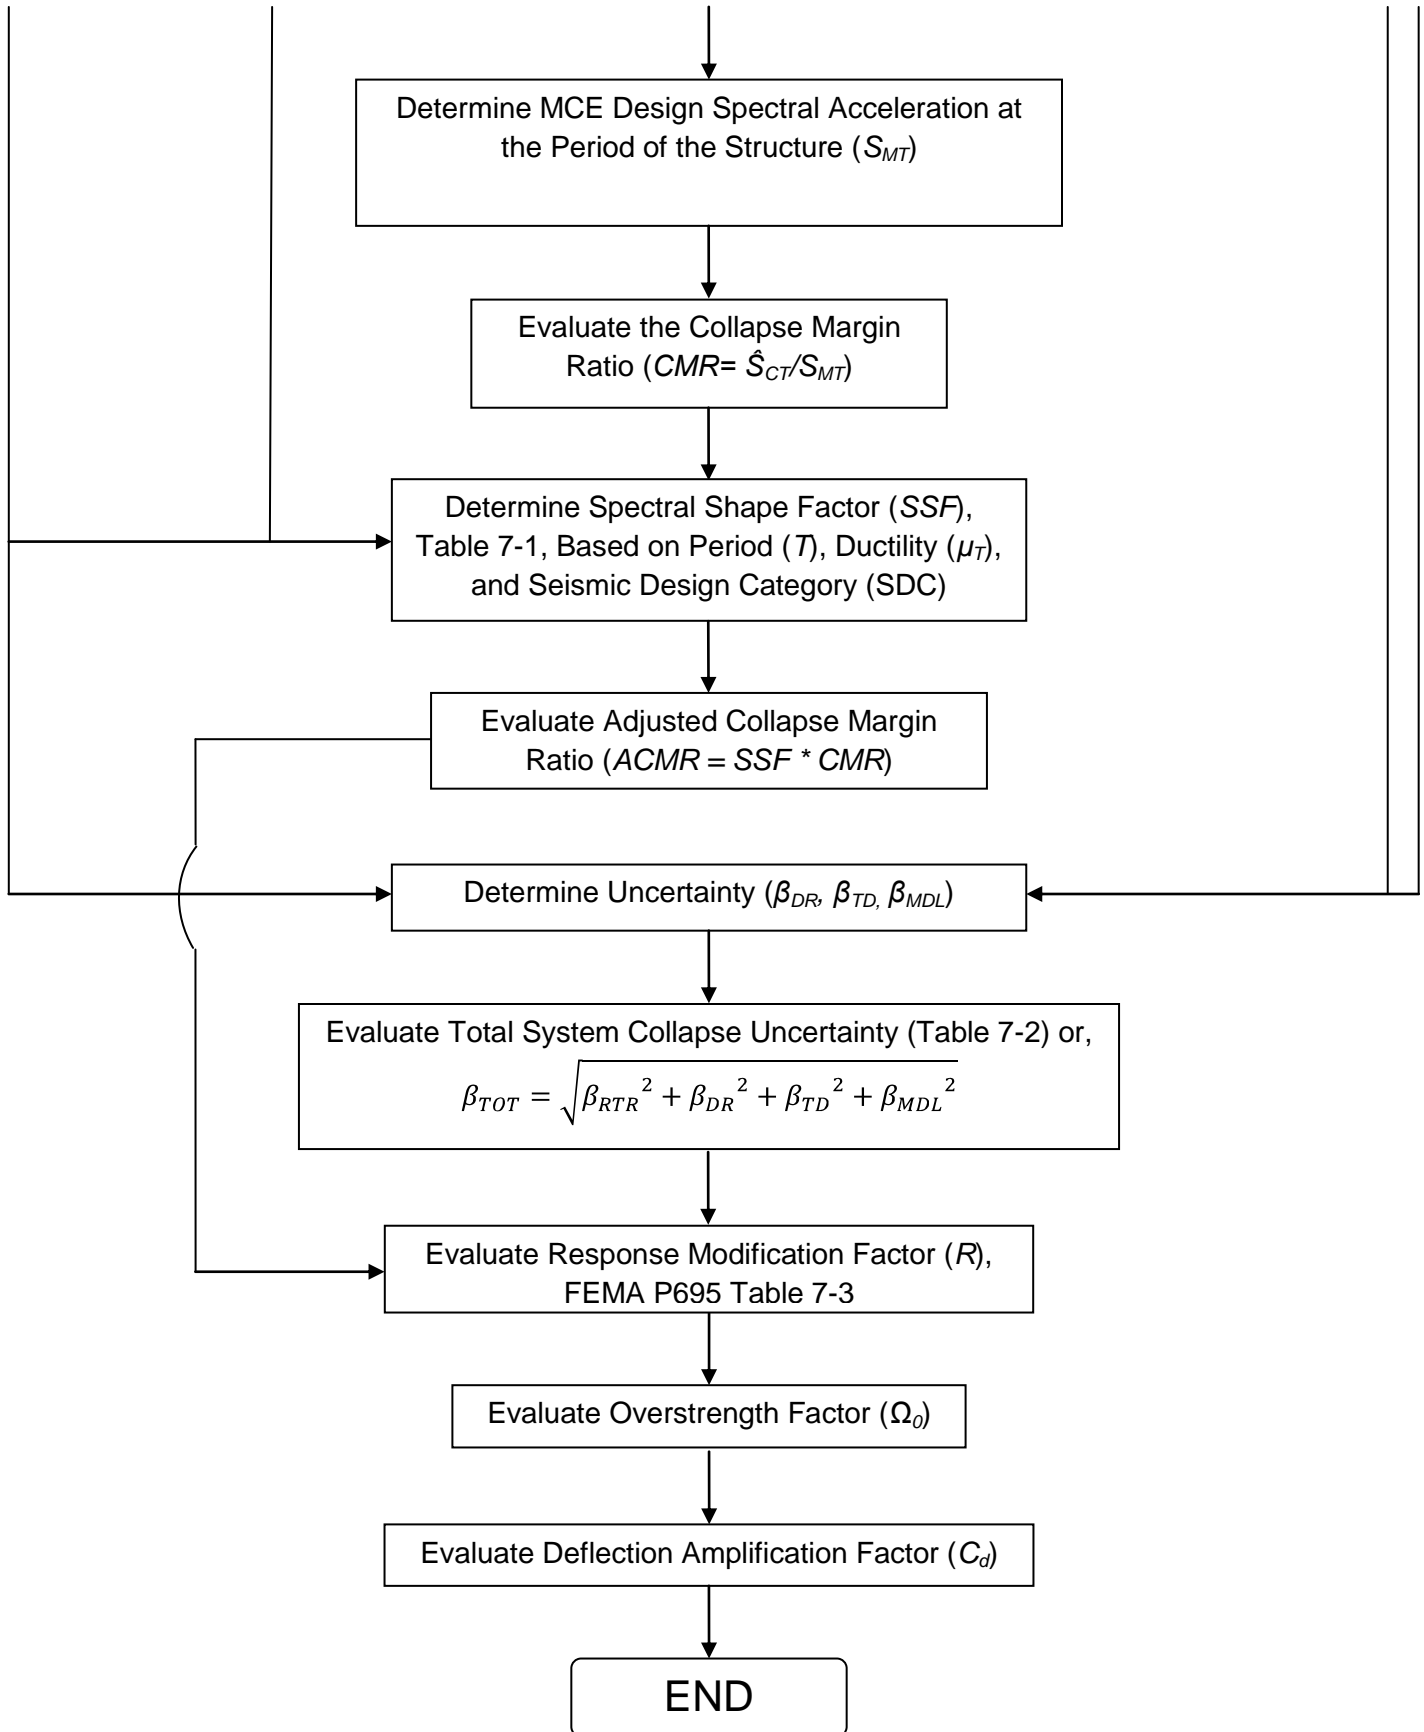 Determine MCE Design Spectral Acceleration at
the Period of the Structure (S_MT)
Evaluate the Collapse Margin
Ratio (CMR= Ŝ_CT/S_MT)
Determine Spectral Shape Factor (SSF),
Table 7-1, Based on Period (T), Ductility (μ_T),
and Seismic Design Category (SDC)
Evaluate Adjusted Collapse Margin
Ratio (ACMR = SSF * CMR)
Determine Uncertainty (β_DR, β_TD, β_MDL)
Evaluate Total System Collapse Uncertainty (Table 7-2) or,
β_TOT = √(β_RTR² + β_DR² + β_TD² + β_MDL²)
Evaluate Response Modification Factor (R),
FEMA P695 Table 7-3
Evaluate Overstrength Factor (Ω_0)
Evaluate Deflection Amplification Factor (C_d)
END